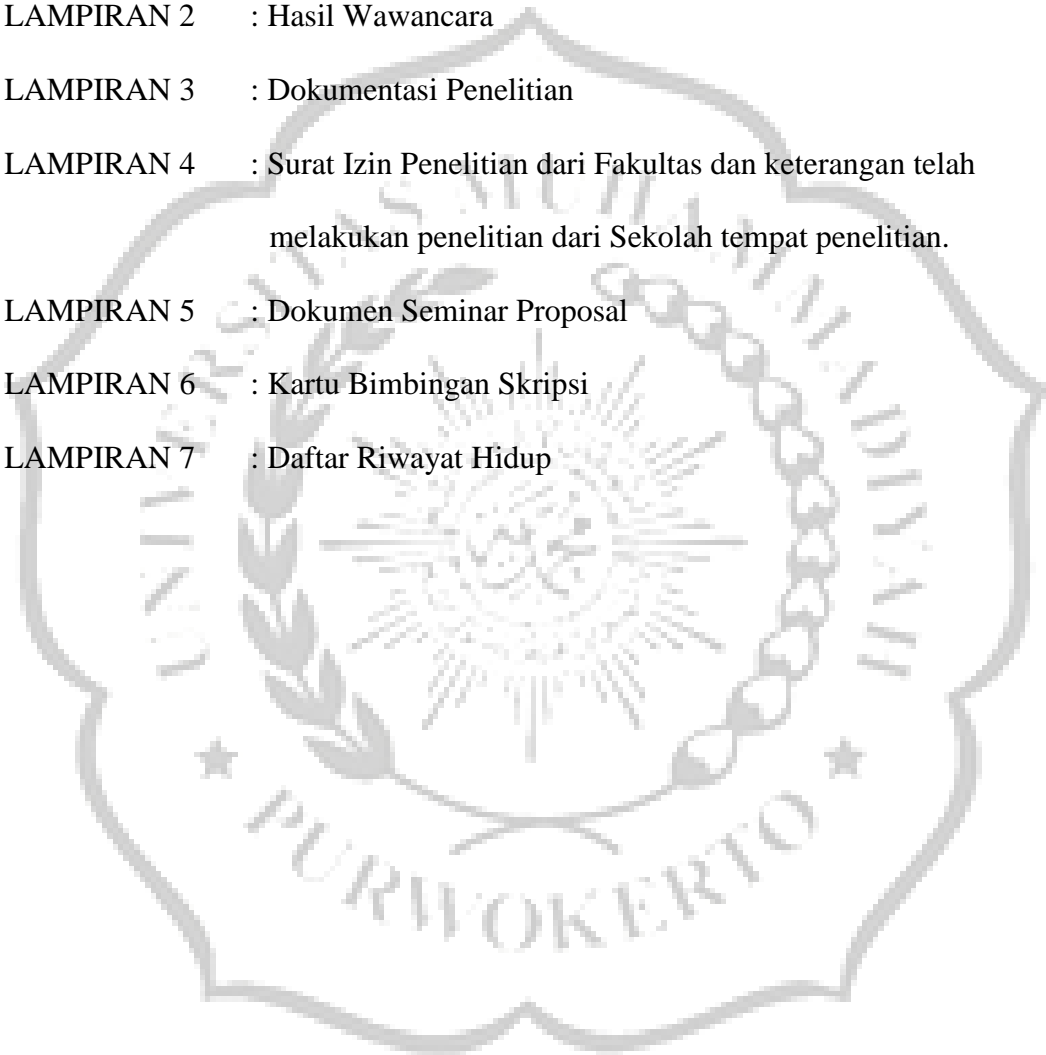 LAMPIRAN 2 : Hasil Wawancara
LAMPIRAN 3 : Dokumentasi Penelitian
LAMPIRAN 4 : Surat Izin Penelitian dari Fakultas dan keterangan telah
melakukan penelitian dari Sekolah tempat penelitian.
LAMPIRAN 5 : Dokumen Seminar Proposal
LAMPIRAN 6 : Kartu Bimbingan Skripsi
LAMPIRAN 7 : Daftar Riwayat Hidup
UNIVERSITAS MUHAMMADIYAH
PURWOKERTO